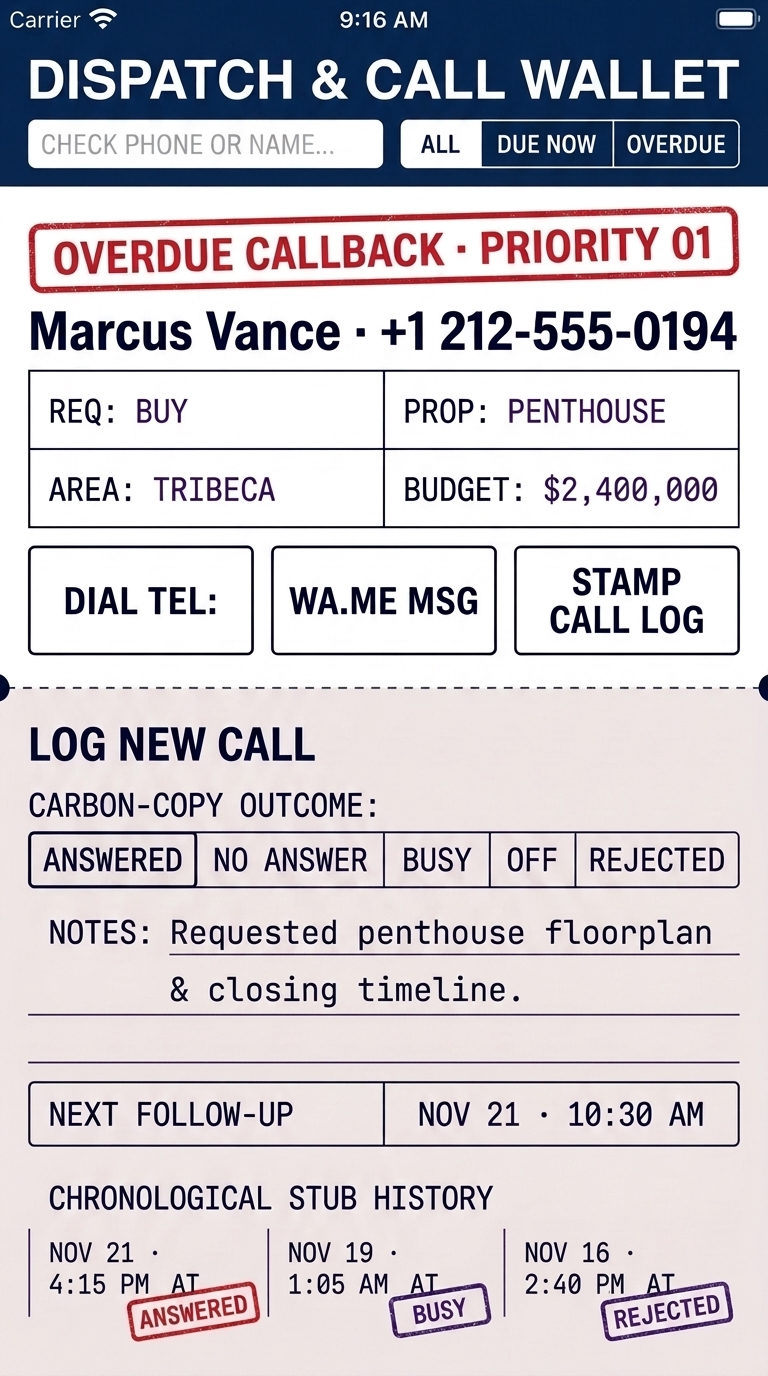 Carrier 9:16 AM
DISPATCH & CALL WALLET
CHECK PHONE OR NAME... ALL DUE NOW OVERDUE
OVERDUE CALLBACK · PRIORITY 01
Marcus Vance · +1 212-555-0194
REQ: BUY PROP: PENTHOUSE
AREA: TRIBECA BUDGET: $2,400,000
DIAL TEL: WA.ME MSG STAMP CALL LOG
LOG NEW CALL
CARBON-COPY OUTCOME:
ANSWERED NO ANSWER BUSY OFF REJECTED
NOTES: Requested penthouse floorplan
& closing timeline.
NEXT FOLLOW-UP NOV 21 · 10:30 AM
CHRONOLOGICAL STUB HISTORY
NOV 21 ·
4:15 PM AT
ANSWERED
NOV 19 ·
1:05 AM AT
BUSY
NOV 16 ·
2:40 PM AT
REJECTED